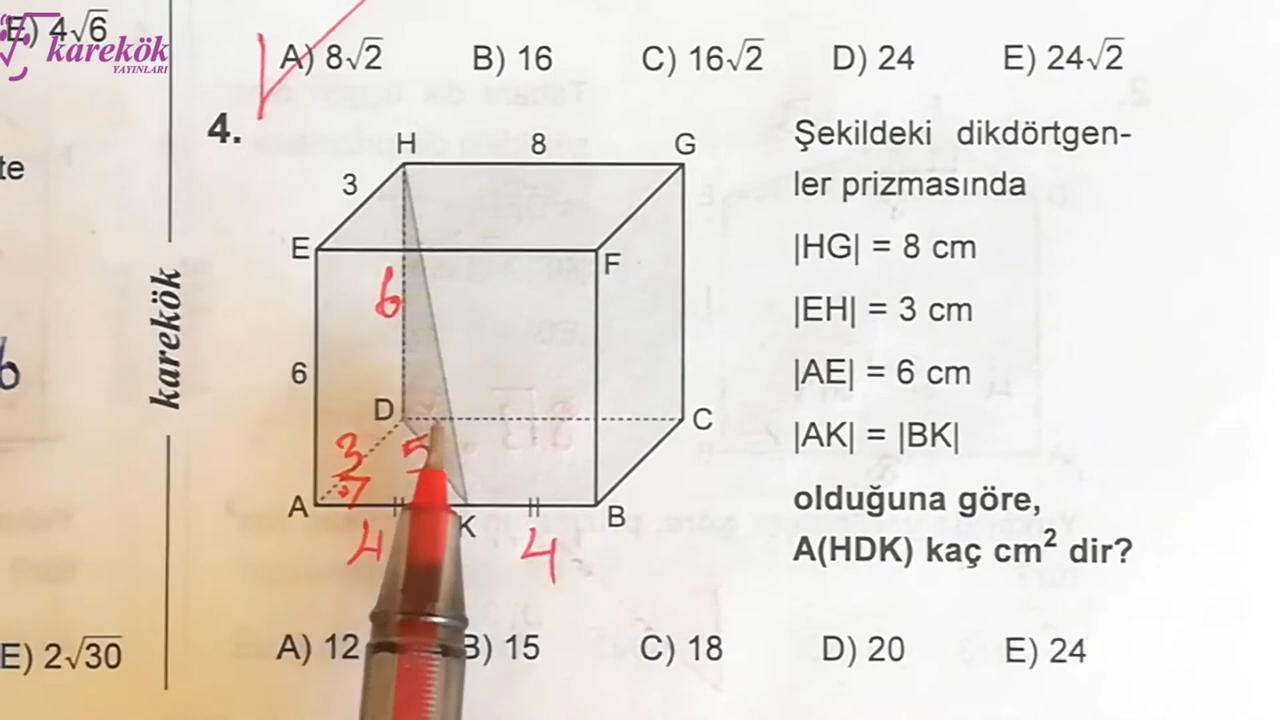 E) 4√6
karekök
YAYINLARI
A) 8√2 B) 16 C) 16√2 D) 24 E) 24√2
te
4.
H 8 G
3
E F
6
6
D C
3 5
A K B
4 4
Şekildeki dikdörtgen-
ler prizmasında
|HG| = 8 cm
|EH| = 3 cm
|AE| = 6 cm
|AK| = |BK|
olduğuna göre,
A(HDK) kaç cm² dir?
karekök
E) 2√30
A) 12 B) 15 C) 18 D) 20 E) 24